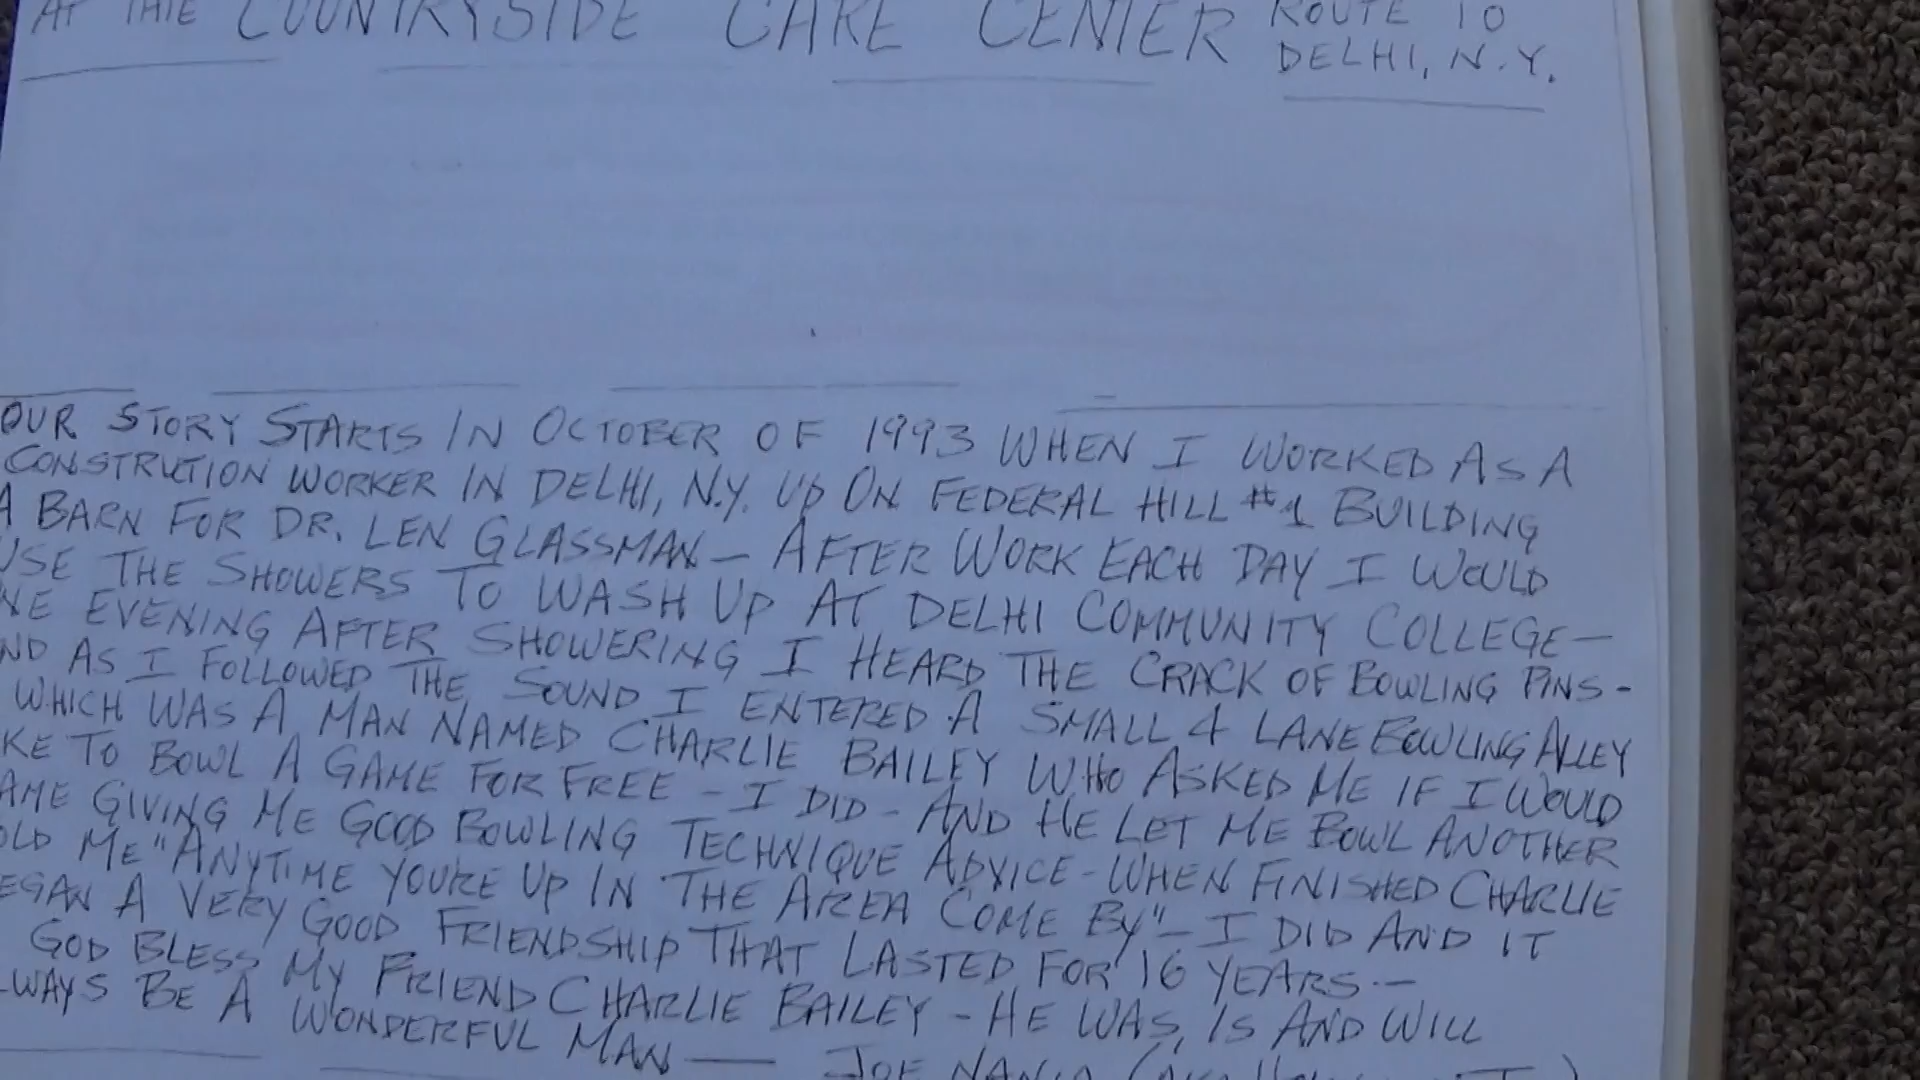 AT THE COUNTRYSIDE CARE CENTER ROUTE 10
DELHI, N.Y.
OUR STORY STARTS IN OCTOBER OF 1993 WHEN I WORKED AS A
CONSTRUTION WORKER IN DELHI, N.Y. UP ON FEDERAL HILL #1 BUILDING
A BARN FOR DR. LEN GLASSMAN - AFTER WORK EACH DAY I WOULD
USE THE SHOWERS TO WASH UP AT DELHI COMMUNITY COLLEGE -
NE EVENING AFTER SHOWERING I HEARD THE CRACK OF BOWLING PINS -
ND AS I FOLLOWED THE SOUND I ENTERED A SMALL 4 LANE BOWLING ALLEY
WHICH WAS A MAN NAMED CHARLIE BAILEY WHO ASKED ME IF I WOULD
KE TO BOWL A GAME FOR FREE - I DID - AND HE LET ME BOWL ANOTHER
AME GIVING ME GOOD BOWLING TECHNIQUE ADVICE - WHEN FINISHED CHARLIE
OLD ME "ANYTIME YOU'RE UP IN THE AREA COME BY" - I DID AND IT
EGAN A VERY GOOD FRIENDSHIP THAT LASTED FOR 16 YEARS. -
GOD BLESS MY FRIEND CHARLIE BAILEY - HE WAS, IS AND WILL
WAYS BE A WONDERFUL MAN — JOE NANIA